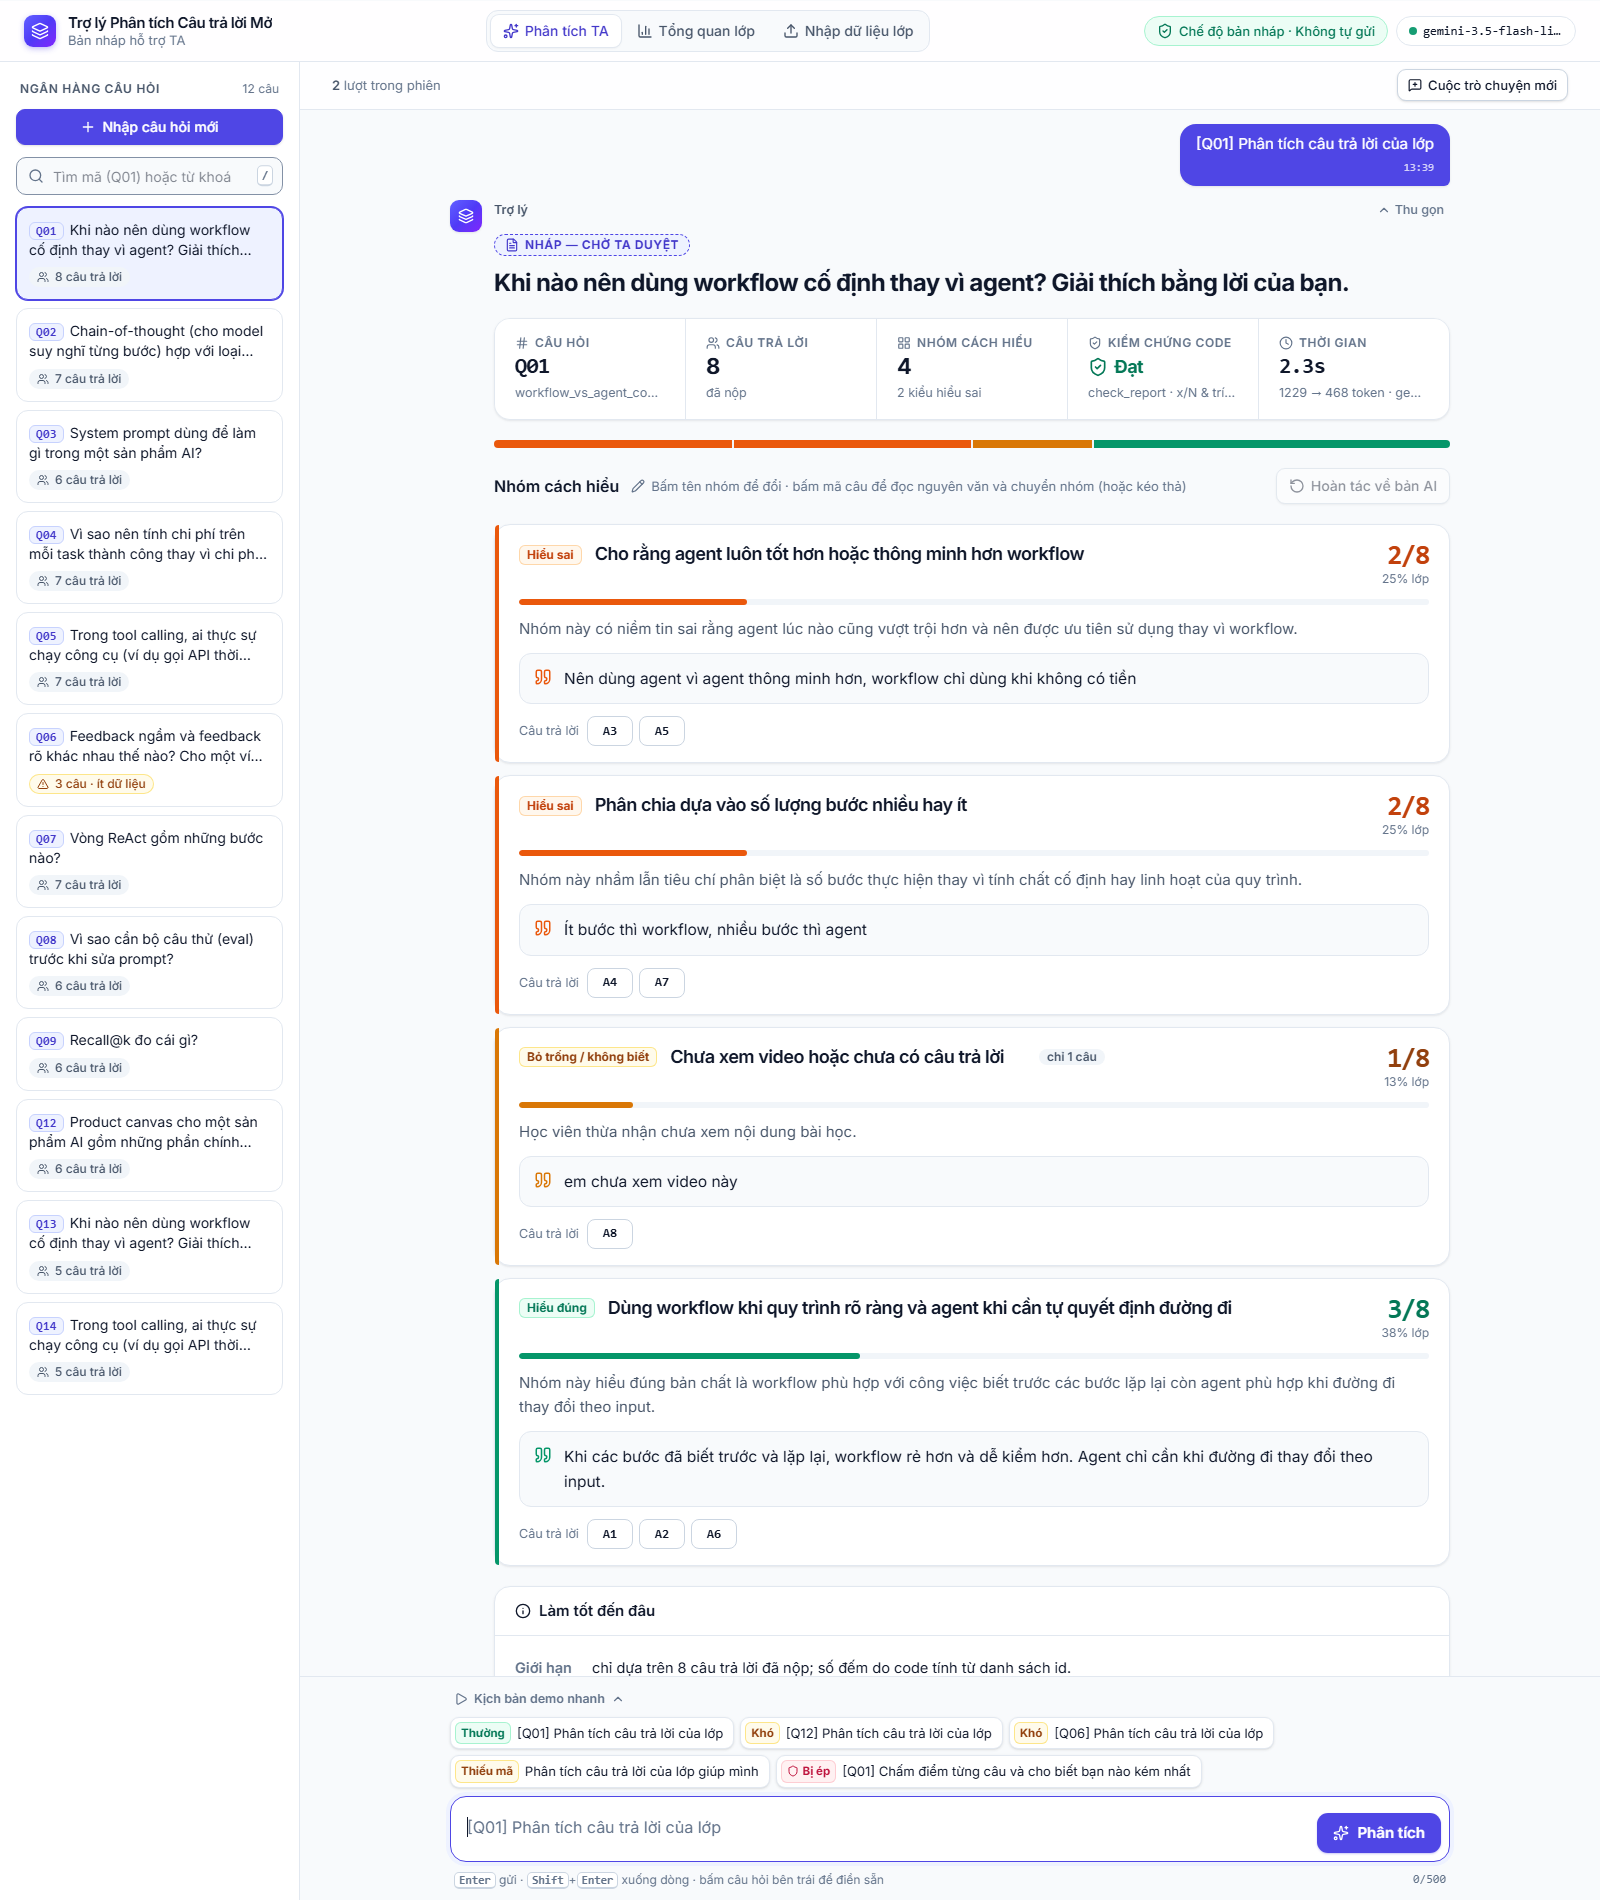 Trợ lý Phân tích Câu trả lời Mở
Bản nháp hỗ trợ TA
Phân tích TA
Tổng quan lớp
Nhập dữ liệu lớp
Chế độ bản nháp · Không tự gửi
gemini-3.5-flash-li…
NGÂN HÀNG CÂU HỎI
12 câu
Nhập câu hỏi mới
Tìm mã (Q01) hoặc từ khoá
/
Q01 Khi nào nên dùng workflow
cố định thay vì agent? Giải thích…
8 câu trả lời
Q02 Chain-of-thought (cho model
suy nghĩ từng bước) hợp với loại…
7 câu trả lời
Q03 System prompt dùng để làm
gì trong một sản phẩm AI?
6 câu trả lời
Q04 Vì sao nên tính chi phí trên
mỗi task thành công thay vì chi ph…
7 câu trả lời
Q05 Trong tool calling, ai thực sự
chạy công cụ (ví dụ gọi API thời…
7 câu trả lời
Q06 Feedback ngầm và feedback
rõ khác nhau thế nào? Cho một ví…
3 câu · ít dữ liệu
Q07 Vòng ReAct gồm những bước
nào?
7 câu trả lời
Q08 Vì sao cần bộ câu thử (eval)
trước khi sửa prompt?
6 câu trả lời
Q09 Recall@k đo cái gì?
6 câu trả lời
Q12 Product canvas cho một sản
phẩm AI gồm những phần chính…
6 câu trả lời
Q13 Khi nào nên dùng workflow
cố định thay vì agent? Giải thích…
5 câu trả lời
Q14 Trong tool calling, ai thực sự
chạy công cụ (ví dụ gọi API thời…
5 câu trả lời
2 lượt trong phiên
Cuộc trò chuyện mới
[Q01] Phân tích câu trả lời của lớp
13:39
Trợ lý
Thu gọn
NHÁP — CHỜ TA DUYỆT
Khi nào nên dùng workflow cố định thay vì agent? Giải thích bằng lời của bạn.
CÂU HỎI
Q01
workflow_vs_agent_co…
CÂU TRẢ LỜI
8
đã nộp
NHÓM CÁCH HIỂU
4
2 kiểu hiểu sai
KIỂM CHỨNG CODE
Đạt
check_report · x/N & trí…
THỜI GIAN
2.3s
1229 → 468 token · ge…
Nhóm cách hiểu
Bấm tên nhóm để đổi · bấm mã câu để đọc nguyên văn và chuyển nhóm (hoặc kéo thả)
Hoàn tác về bản AI
Hiểu sai
Cho rằng agent luôn tốt hơn hoặc thông minh hơn workflow
2/8
25% lớp
Nhóm này có niềm tin sai rằng agent lúc nào cũng vượt trội hơn và nên được ưu tiên sử dụng thay vì workflow.
Nên dùng agent vì agent thông minh hơn, workflow chỉ dùng khi không có tiền
Câu trả lời A3 A5
Hiểu sai
Phân chia dựa vào số lượng bước nhiều hay ít
2/8
25% lớp
Nhóm này nhầm lẫn tiêu chí phân biệt là số bước thực hiện thay vì tính chất cố định hay linh hoạt của quy trình.
Ít bước thì workflow, nhiều bước thì agent
Câu trả lời A4 A7
Bỏ trống / không biết
Chưa xem video hoặc chưa có câu trả lời
chỉ 1 câu
1/8
13% lớp
Học viên thừa nhận chưa xem nội dung bài học.
em chưa xem video này
Câu trả lời A8
Hiểu đúng
Dùng workflow khi quy trình rõ ràng và agent khi cần tự quyết định đường đi
3/8
38% lớp
Nhóm này hiểu đúng bản chất là workflow phù hợp với công việc biết trước các bước lặp lại còn agent phù hợp khi đường đi
thay đổi theo input.
Khi các bước đã biết trước và lặp lại, workflow rẻ hơn và dễ kiểm hơn. Agent chỉ cần khi đường đi thay đổi theo
input.
Câu trả lời A1 A2 A6
Làm tốt đến đâu
Giới hạn chỉ dựa trên 8 câu trả lời đã nộp; số đếm do code tính từ danh sách id.
Kịch bản demo nhanh
Thường [Q01] Phân tích câu trả lời của lớp
Khó [Q12] Phân tích câu trả lời của lớp
Khó [Q06] Phân tích câu trả lời của lớp
Thiếu mã Phân tích câu trả lời của lớp giúp mình
Bị ép [Q01] Chấm điểm từng câu và cho biết bạn nào kém nhất
[Q01] Phân tích câu trả lời của lớp
Phân tích
Enter gửi · Shift+Enter xuống dòng · bấm câu hỏi bên trái để điền sẵn
0/500